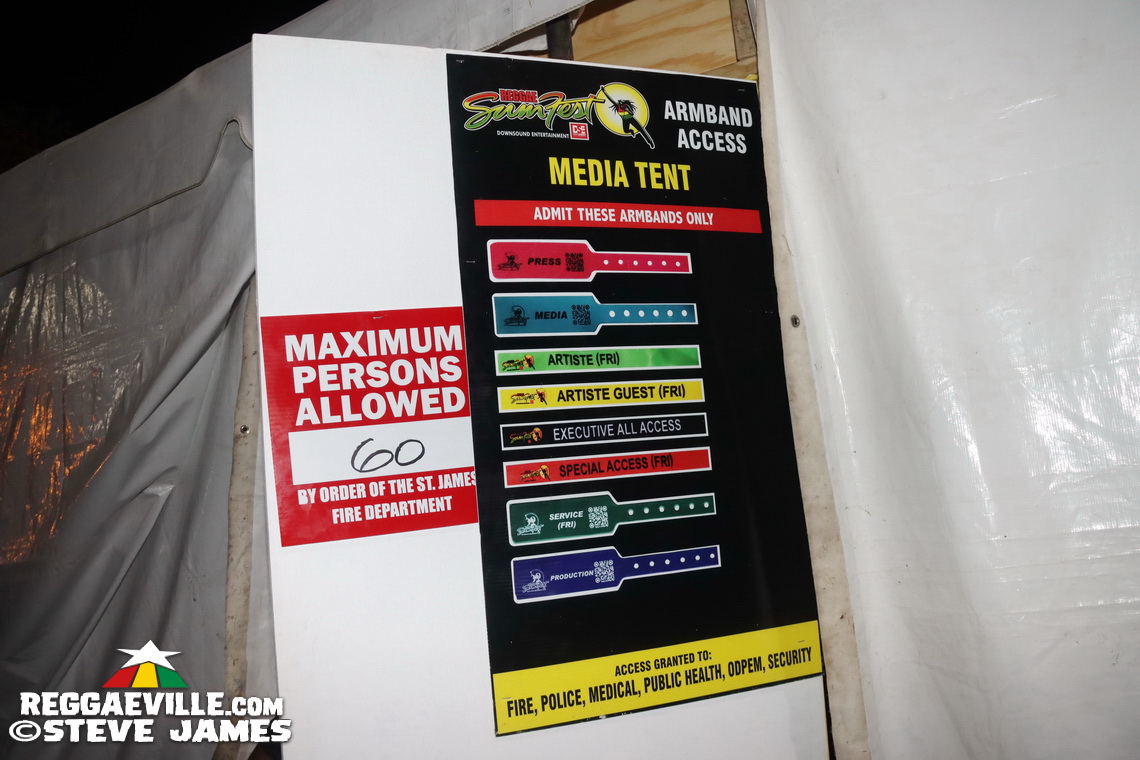 REGGAE
SumFest
DOWNSOUND ENTERTAINMENT
ARMBAND
ACCESS
MEDIA TENT
ADMIT THESE ARMBANDS ONLY
PRESS
MEDIA
ARTISTE (FRI)
ARTISTE GUEST (FRI)
EXECUTIVE ALL ACCESS
SPECIAL ACCESS (FRI)
SERVICE
(FRI)
PRODUCTION
ACCESS GRANTED TO:
FIRE, POLICE, MEDICAL, PUBLIC HEALTH, ODPEM, SECURITY
MAXIMUM
PERSONS
ALLOWED
60
BY ORDER OF THE ST. JAMES
FIRE DEPARTMENT
REGGAEVILLE.COM
©STEVE JAMES